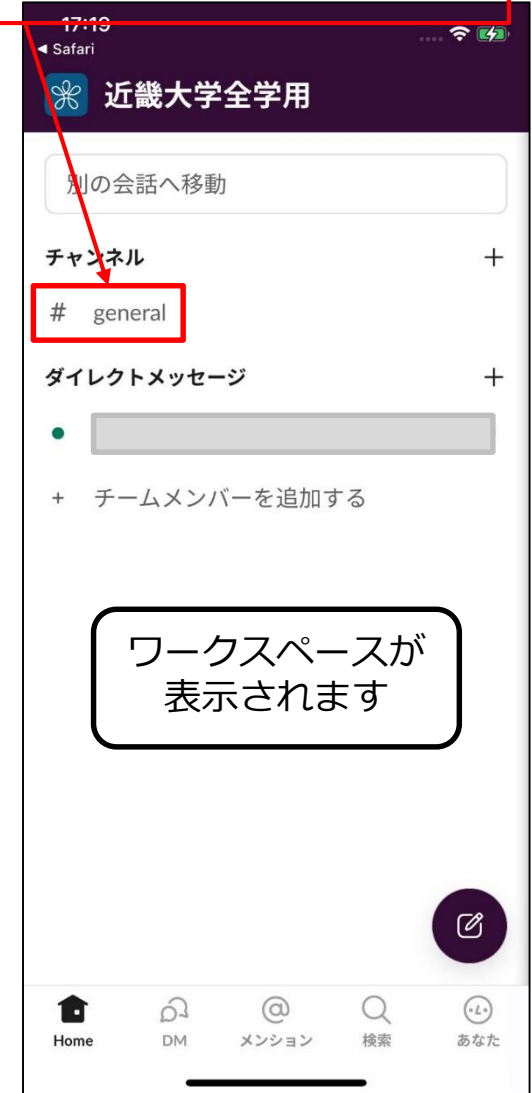 17:19
◀ Safari
近畿大学全学用
別の会話へ移動
チャンネル +
# general
ダイレクトメッセージ +
+ チームメンバーを追加する
ワークスペースが
表示されます
Home DM メンション 検索 あなた